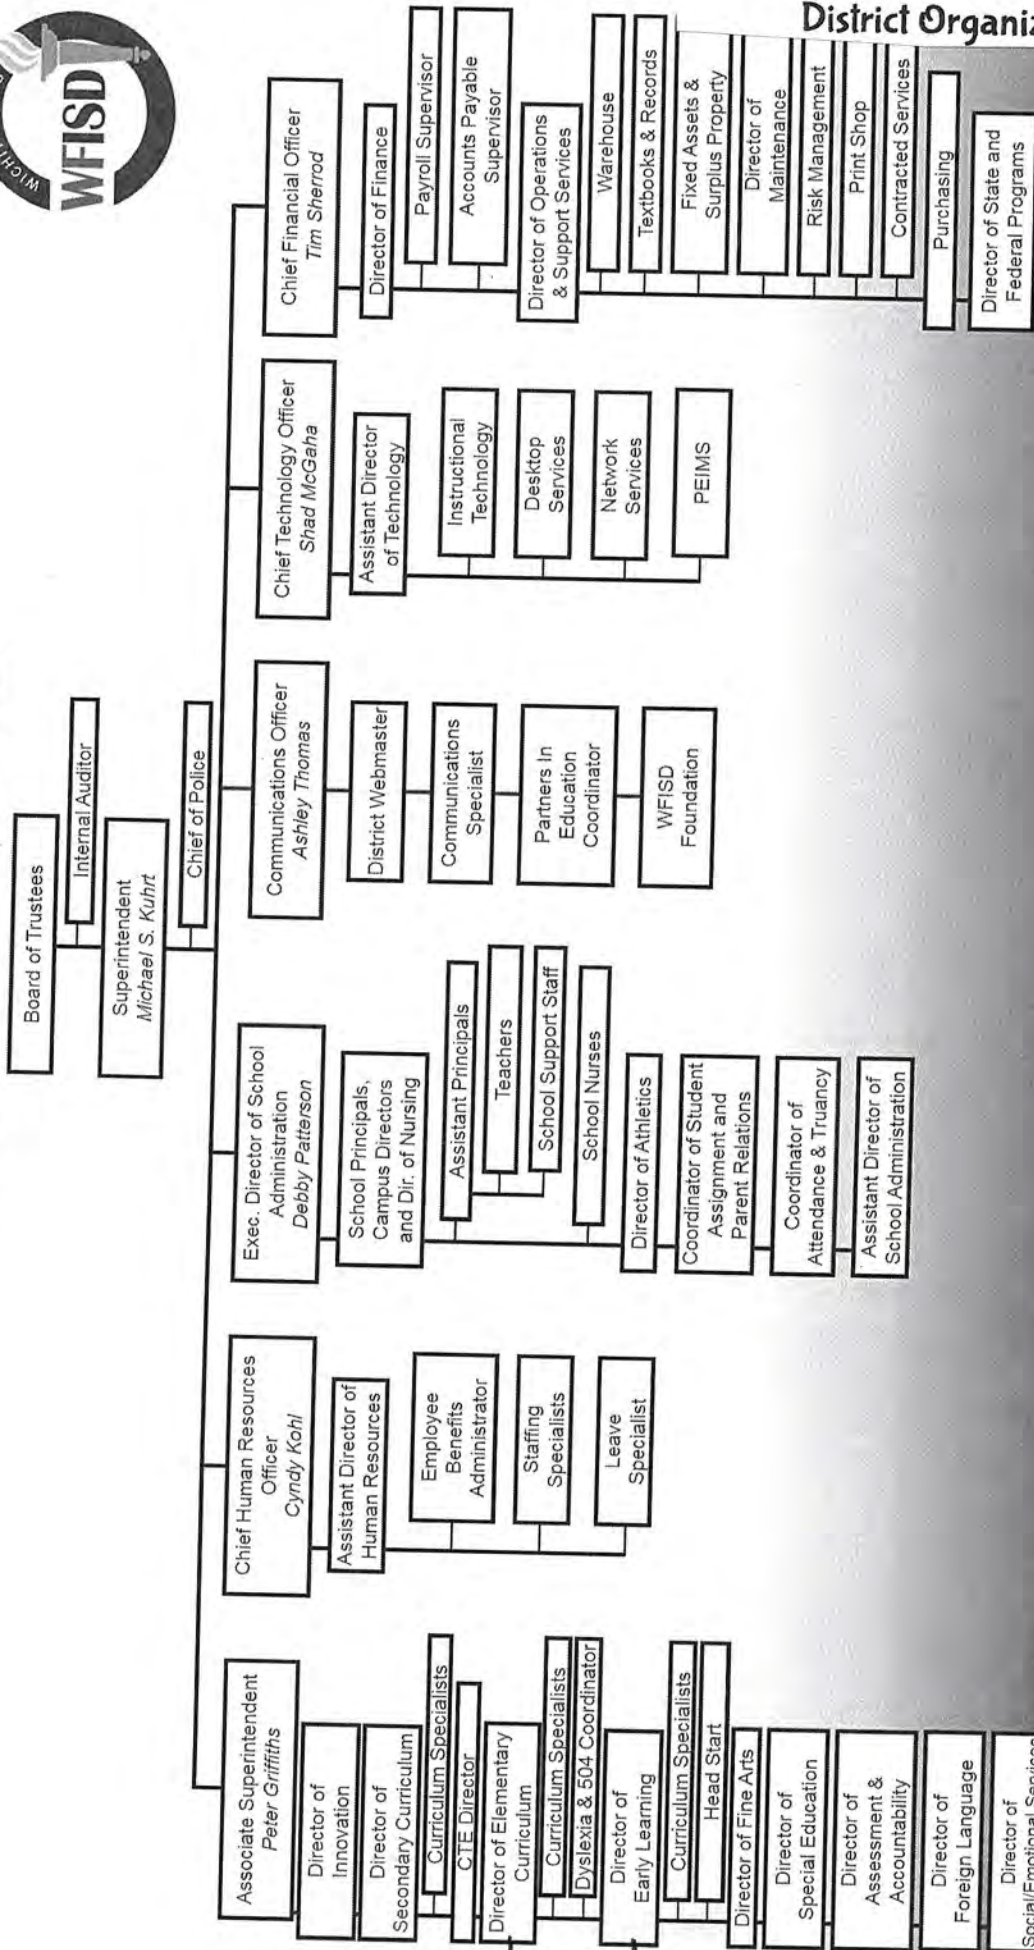 District Organiz
WICHIT
WFISD
Board of Trustees
Internal Auditor
Superintendent
Michael S. Kuhrt
Chief of Police
Associate Superintendent
Peter Griffiths
Director of
Innovation
Director of
Secondary Curriculum
Curriculum Specialists
CTE Director
Director of Elementary
Curriculum
Curriculum Specialists
Dyslexia & 504 Coordinator
Director of
Early Learning
Curriculum Specialists
Head Start
Director of Fine Arts
Director of
Special Education
Director of
Assessment &
Accountability
Director of
Foreign Language
Director of
Social/Emotional Services
Chief Human Resources
Officer
Cyndy Kohl
Assistant Director of
Human Resources
Employee
Benefits
Administrator
Staffing
Specialists
Leave
Specialist
Exec. Director of School
Administration
Debby Patterson
School Principals,
Campus Directors
and Dir. of Nursing
Assistant Principals
Teachers
School Support Staff
School Nurses
Director of Athletics
Coordinator of Student
Assignment and
Parent Relations
Coordinator of
Attendance & Truancy
Assistant Director of
School Administration
Communications Officer
Ashley Thomas
District Webmaster
Communications
Specialist
Partners In
Education
Coordinator
WFISD
Foundation
Chief Technology Officer
Shad McGaha
Assistant Director
of Technology
Instructional
Technology
Desktop
Services
Network
Services
PEIMS
Chief Financial Officer
Tim Sherrod
Director of Finance
Payroll Supervisor
Accounts Payable
Supervisor
Director of Operations
& Support Services
Warehouse
Textbooks & Records
Fixed Assets &
Surplus Property
Director of
Maintenance
Risk Management
Print Shop
Contracted Services
Purchasing
Director of State and
Federal Programs